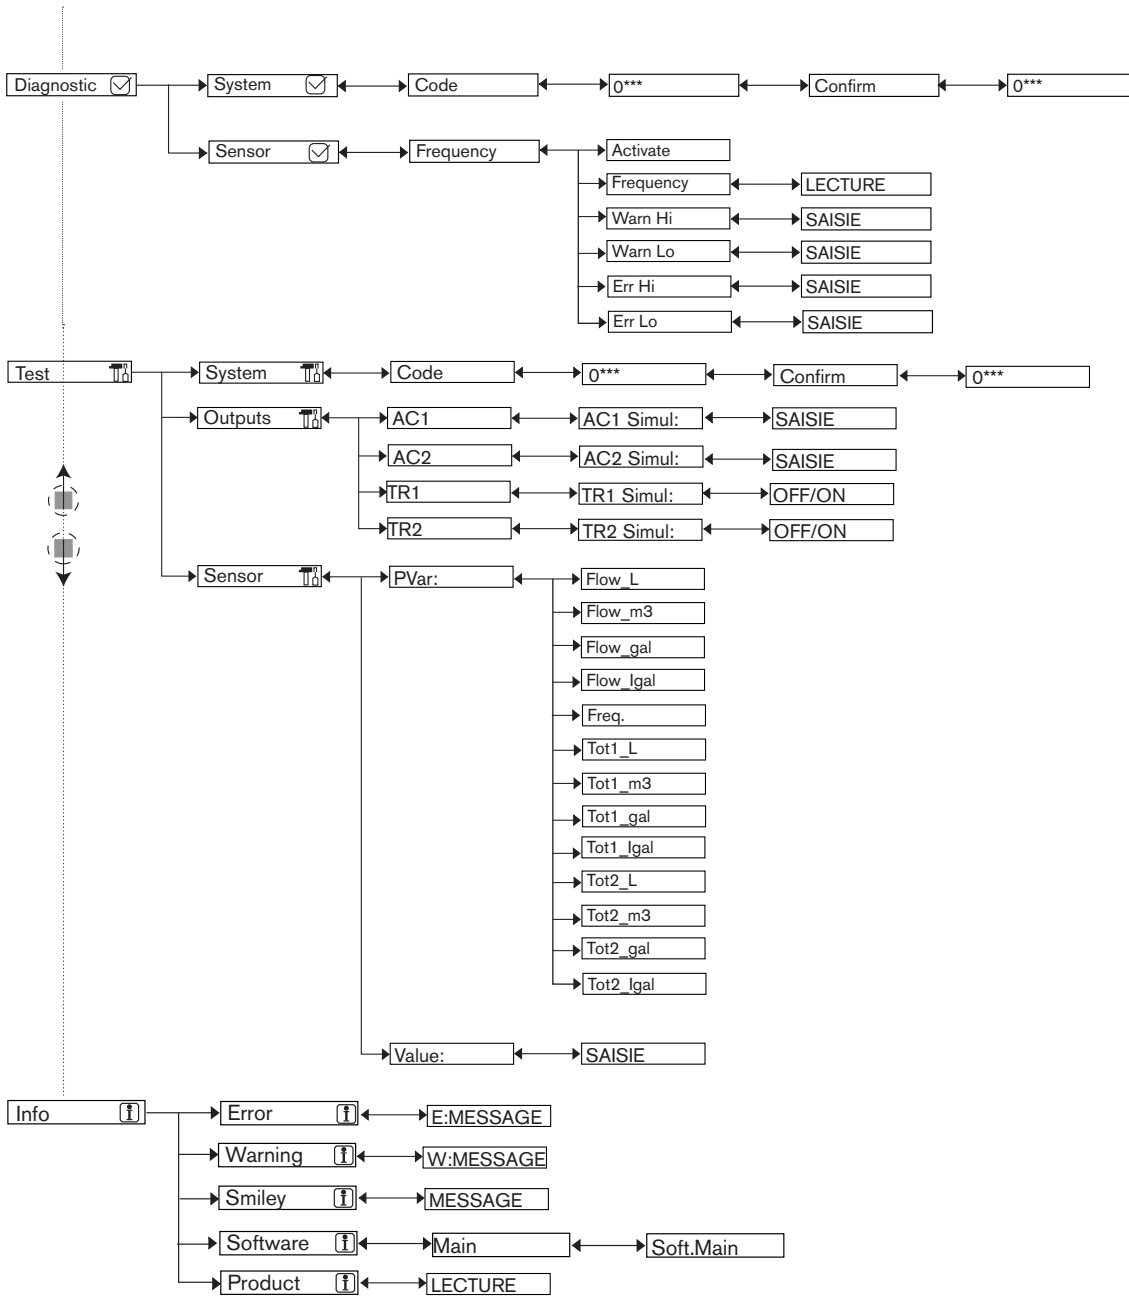 Diagnostic System Code 0*** Confirm 0***
Sensor Frequency Activate
Frequency LECTURE
Warn Hi SAISIE
Warn Lo SAISIE
Err Hi SAISIE
Err Lo SAISIE
Test System Code 0*** Confirm 0***
Outputs AC1 AC1 Simul: SAISIE
AC2 AC2 Simul: SAISIE
TR1 TR1 Simul: OFF/ON
TR2 TR2 Simul: OFF/ON
Sensor PVar: Flow_L
Flow_m3
Flow_gal
Flow_Igal
Freq.
Tot1_L
Tot1_m3
Tot1_gal
Tot1_Igal
Tot2_L
Tot2_m3
Tot2_gal
Tot2_Igal
Value: SAISIE
Info Error E:MESSAGE
Warning W:MESSAGE
Smiley MESSAGE
Software Main Soft.Main
Product LECTURE